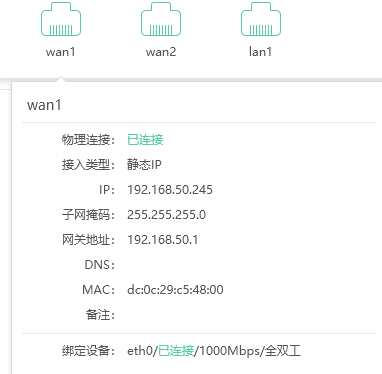 wan1 wan2 lan1
wan1
物理连接: 已连接
接入类型: 静态IP
IP: 192.168.50.245
子网掩码: 255.255.255.0
网关地址: 192.168.50.1
DNS:
MAC: dc:0c:29:c5:48:00
备注:
绑定设备: eth0/已连接/1000Mbps/全双工